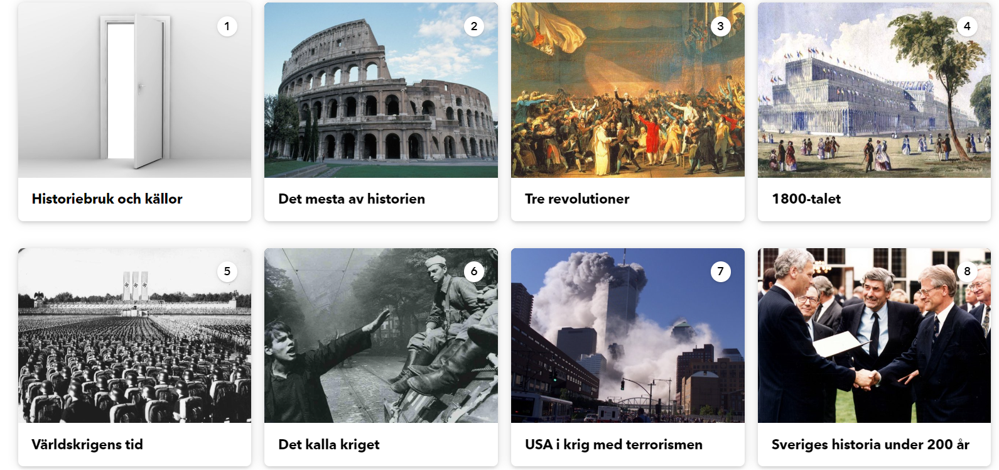 1
2
3
4
Historiebruk och källor
Det mesta av historien
Tre revolutioner
1800-talet
5
6
7
8
Världskrigens tid
Det kalla kriget
USA i krig med terrorismen
Sveriges historia under 200 år